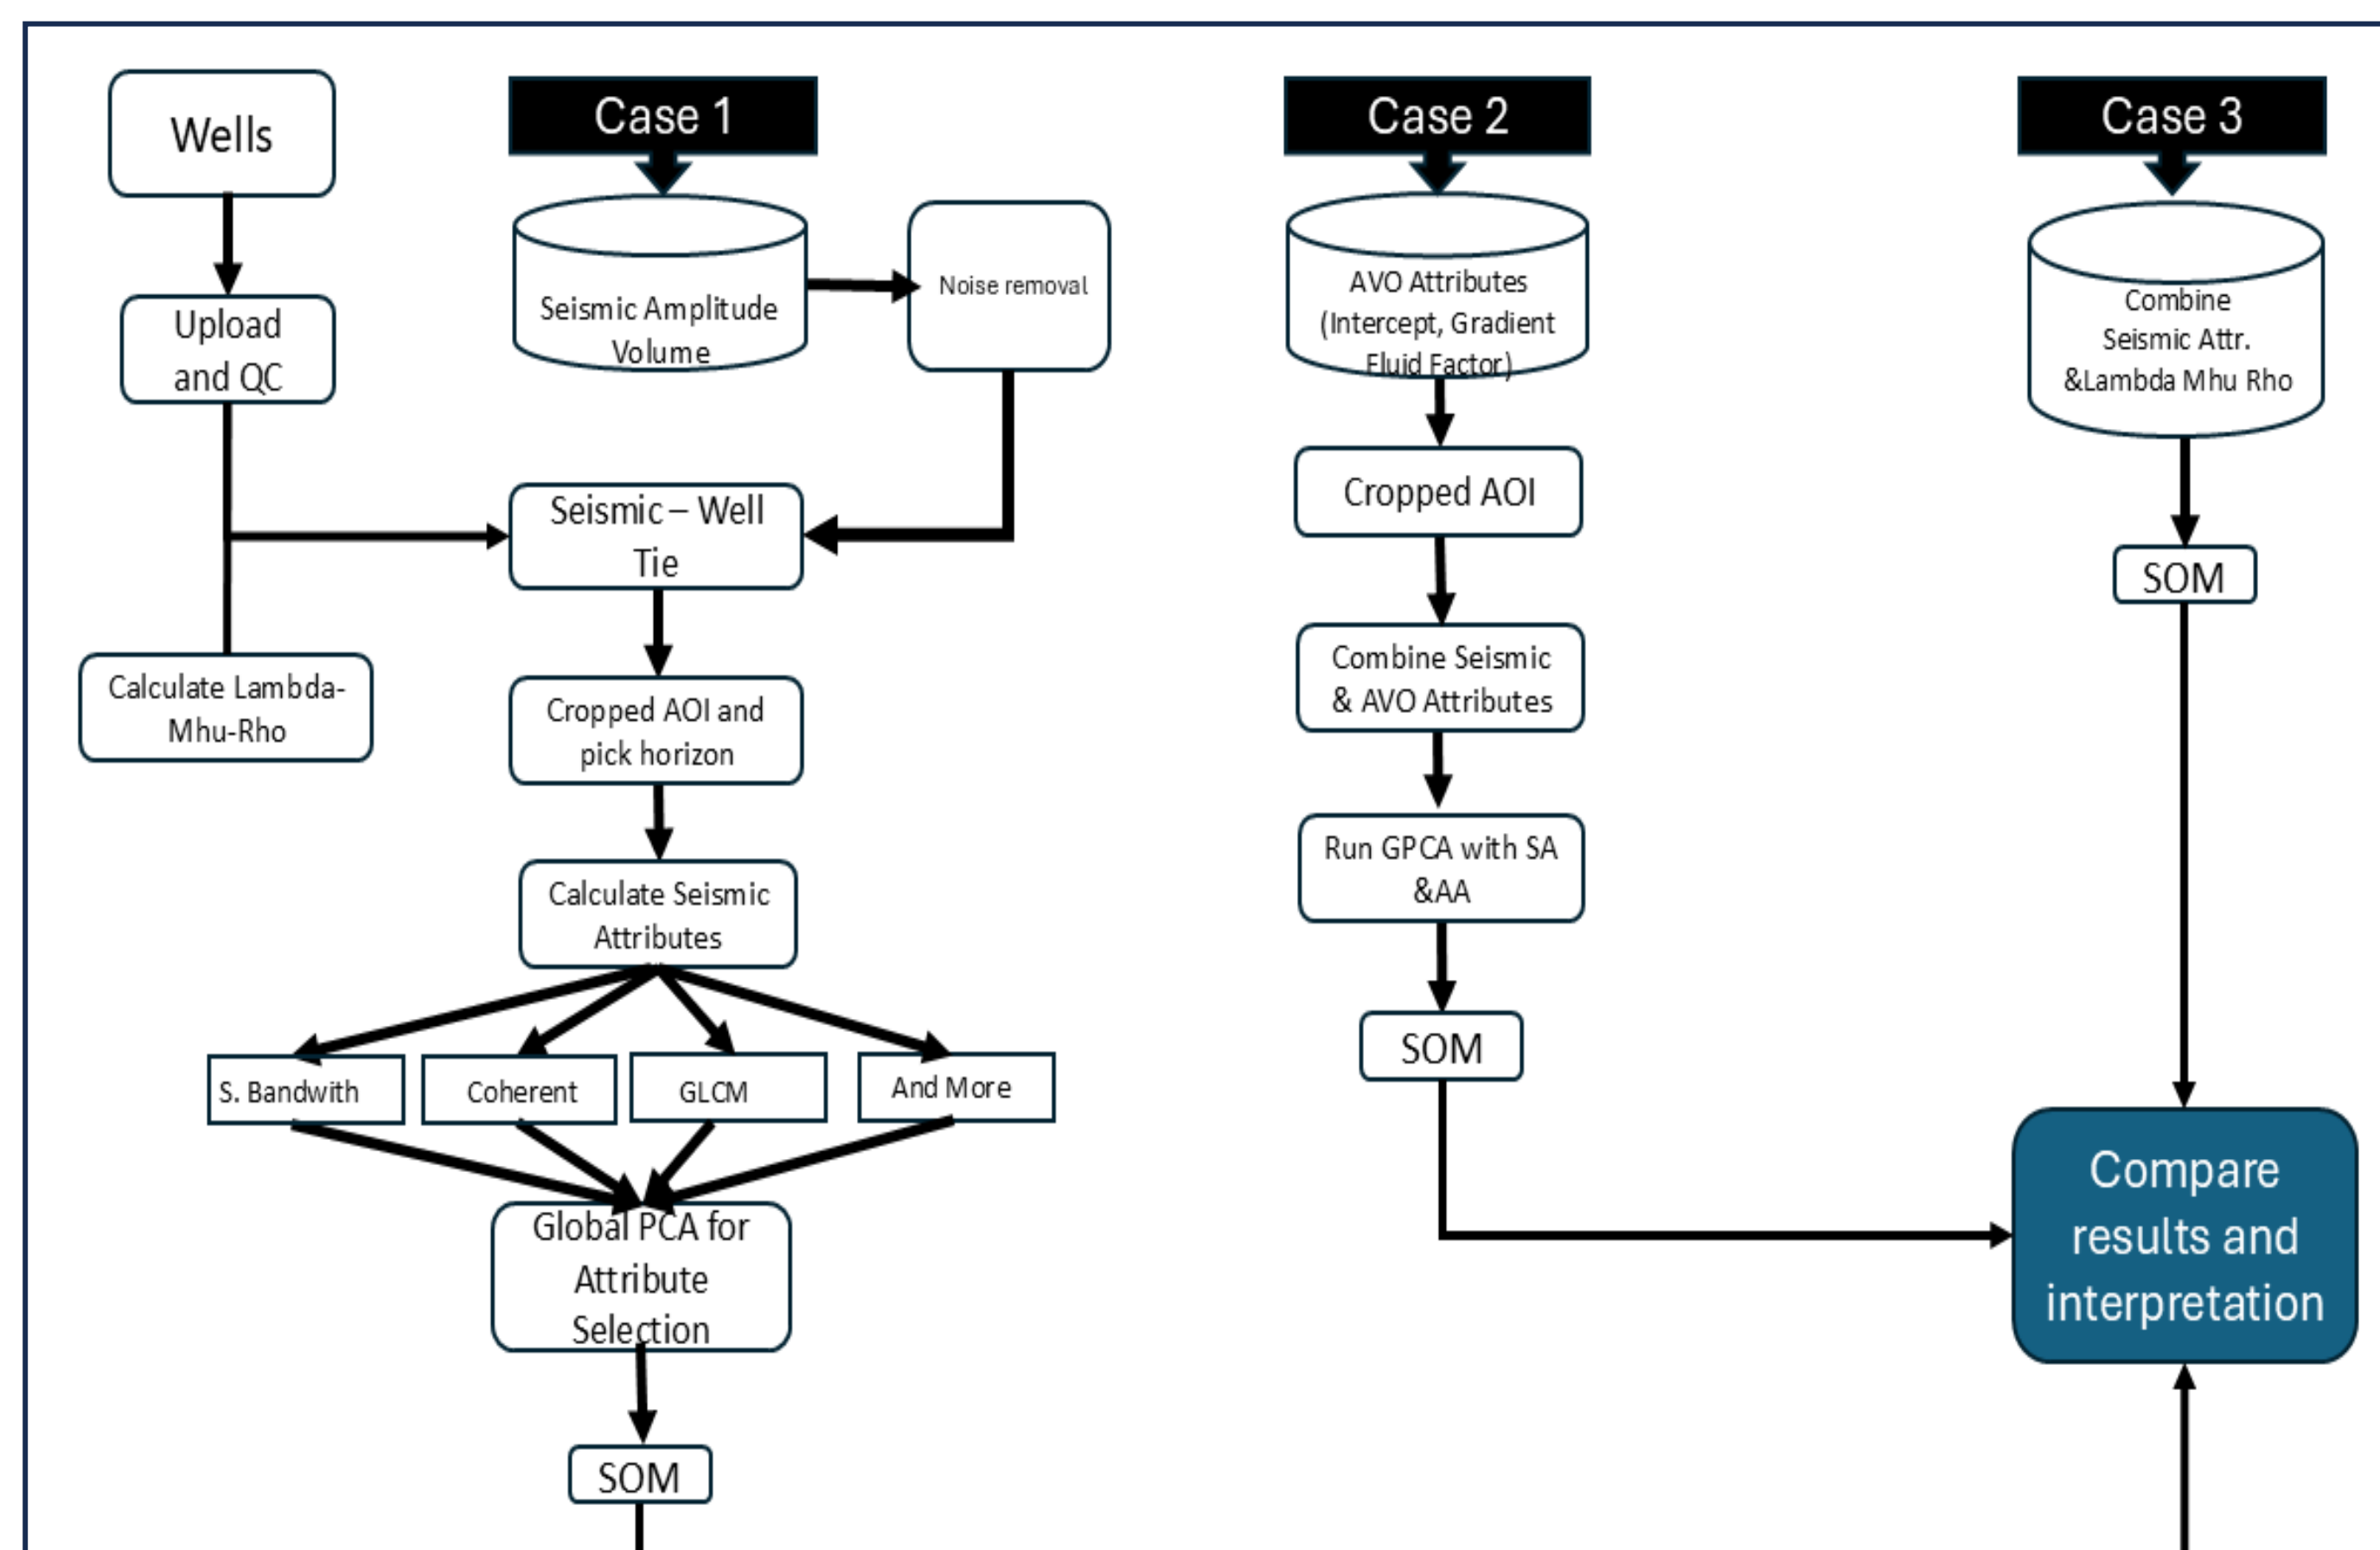 Wells
Upload
and QC
Calculate Lambda-
Mhu-Rho
Case 1
Seismic Amplitude
Volume
Noise removal
Seismic – Well
Tie
Cropped AOI and
pick horizon
Calculate Seismic
Attributes
S. Bandwith
Coherent
GLCM
And More
Global PCA for
Attribute
Selection
SOM
Case 2
AVO Attributes
(Intercept, Gradient
Fluid Factor)
Cropped AOI
Combine Seismic
& AVO Attributes
Run GPCA with SA
&AA
SOM
Case 3
Combine
Seismic Attr.
&Lambda Mhu Rho
SOM
Compare
results and
interpretation